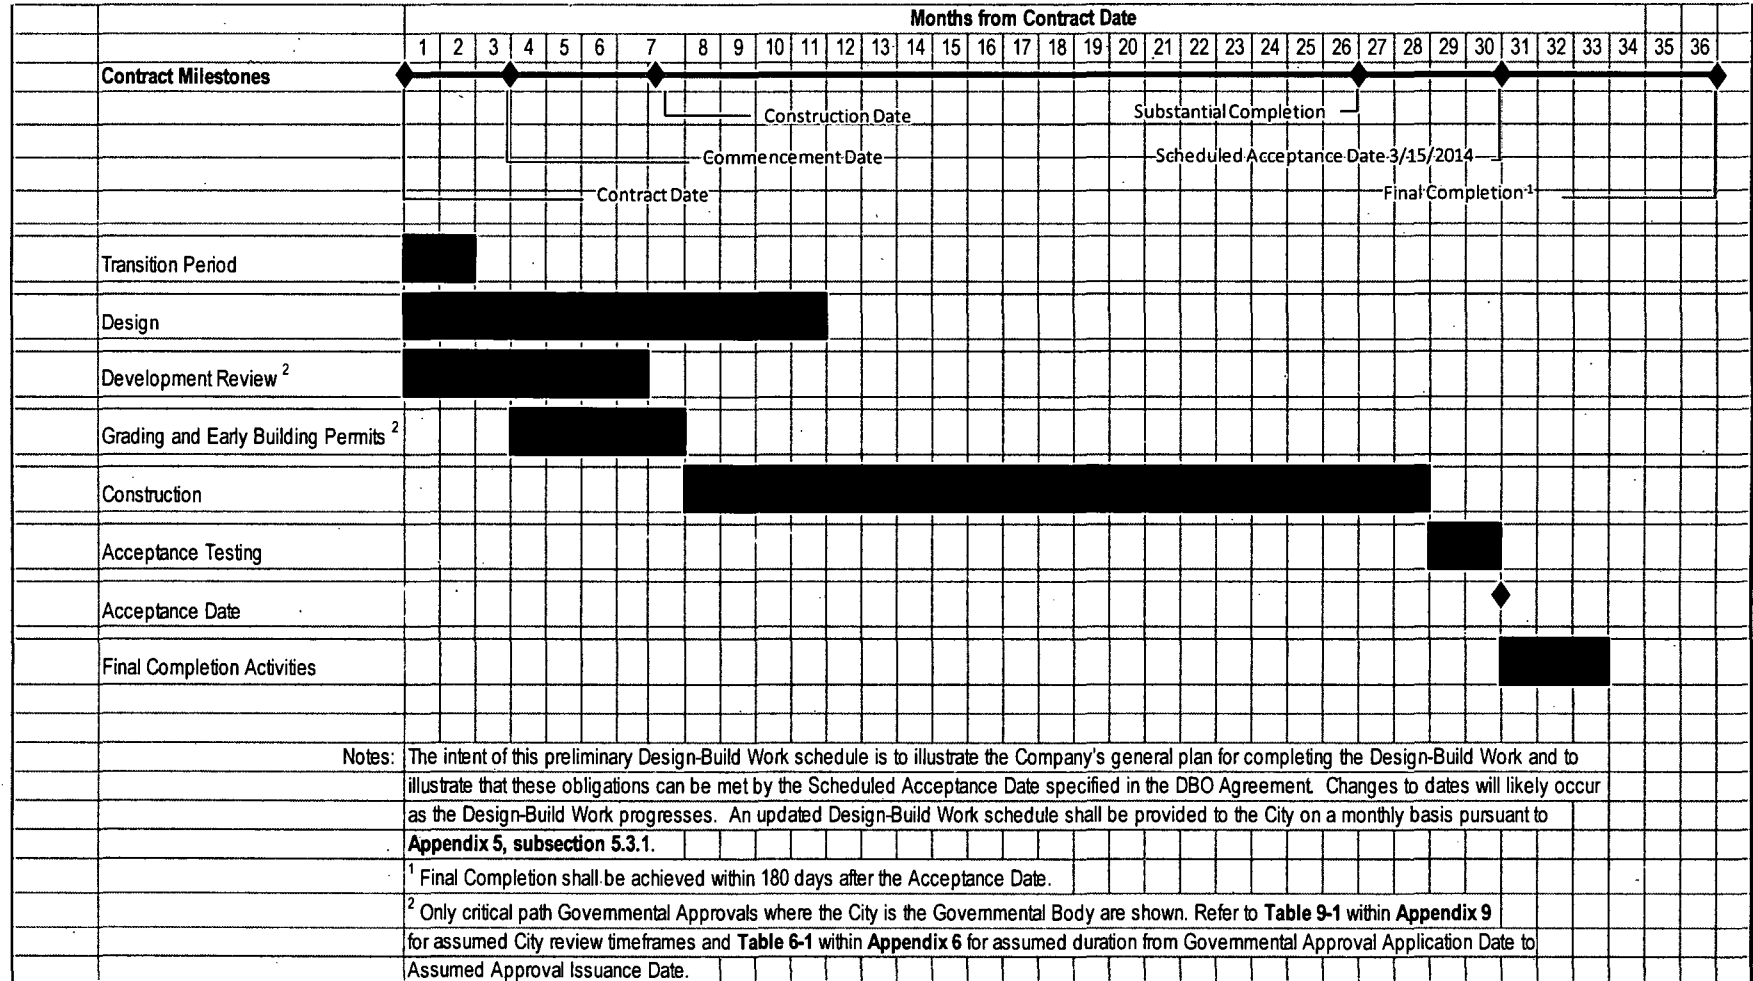 Months from Contract Date
1 2 3 4 5 6 7 8 9 10 11 12 13 14 15 16 17 18 19 20 21 22 23 24 25 26 27 28 29 30 31 32 33 34 35 36
Contract Milestones
Construction Date
Substantial Completion
Commencement Date
Scheduled Acceptance Date 3/15/2014
Contract Date
Final Completion 1
Transition Period
Design
Development Review 2
Grading and Early Building Permits 2
Construction
Acceptance Testing
Acceptance Date
Final Completion Activities
Notes: The intent of this preliminary Design-Build Work schedule is to illustrate the Company's general plan for completing the Design-Build Work and to
illustrate that these obligations can be met by the Scheduled Acceptance Date specified in the DBO Agreement. Changes to dates will likely occur
as the Design-Build Work progresses. An updated Design-Build Work schedule shall be provided to the City on a monthly basis pursuant to
Appendix 5, subsection 5.3.1.
1 Final Completion shall be achieved within 180 days after the Acceptance Date.
2 Only critical path Governmental Approvals where the City is the Governmental Body are shown. Refer to Table 9-1 within Appendix 9
for assumed City review timeframes and Table 6-1 within Appendix 6 for assumed duration from Governmental Approval Application Date to
Assumed Approval Issuance Date.